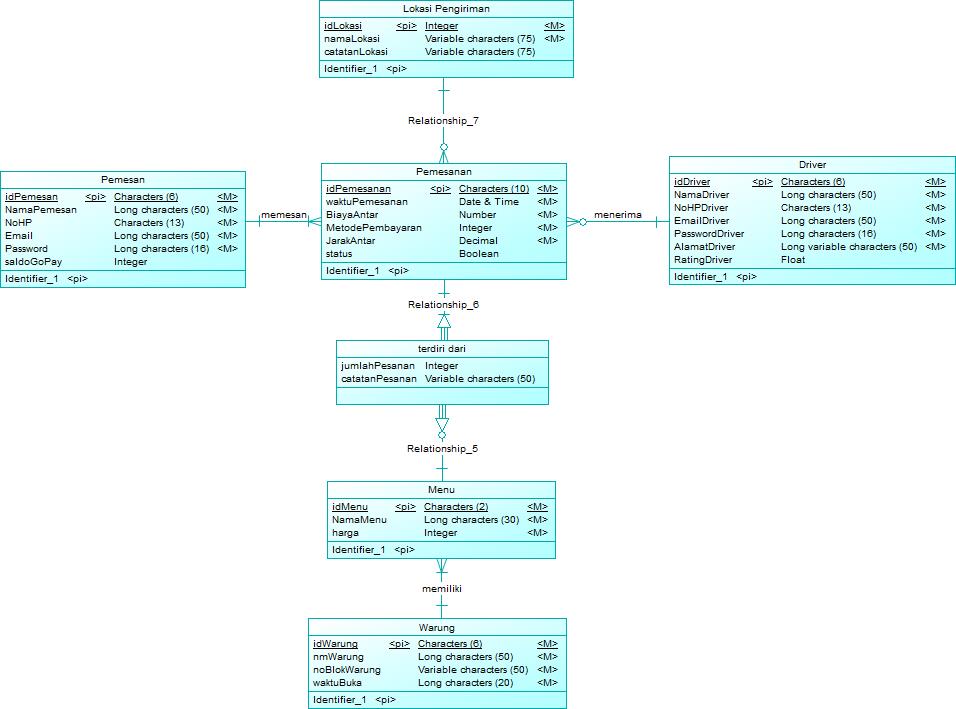 Lokasi Pengiriman
idLokasi <pi> Integer <M>
namaLokasi Variable characters (75) <M>
catatanLokasi Variable characters (75)
Identifier_1 <pi>
Relationship_7
Pemesan
idPemesan <pi> Characters (6) <M>
NamaPemesan Long characters (50) <M>
NoHP Characters (13) <M>
Email Long characters (50) <M>
Password Long characters (16) <M>
saldoGoPay Integer
Identifier_1 <pi>
memesan
Pemesanan
idPemesanan <pi> Characters (10) <M>
waktuPemesanan Date & Time <M>
BiayaAntar Number <M>
MetodePembayaran Integer <M>
JarakAntar Decimal <M>
status Boolean
Identifier_1 <pi>
menerima
Driver
idDriver <pi> Characters (6) <M>
NamaDriver Long characters (50) <M>
NoHPDriver Characters (13) <M>
EmailDriver Long characters (50) <M>
PasswordDriver Long characters (16) <M>
AlamatDriver Long variable characters (50) <M>
RatingDriver Float
Identifier_1 <pi>
Relationship_6
terdiri dari
jumlahPesanan Integer
catatanPesanan Variable characters (50)
Relationship_5
Menu
idMenu <pi> Characters (2) <M>
NamaMenu Long characters (30) <M>
harga Integer <M>
Identifier_1 <pi>
memiliki
Warung
idWarung <pi> Characters (6) <M>
nmWarung Long characters (50) <M>
noBlokWarung Variable characters (50) <M>
waktuBuka Long characters (20) <M>
Identifier_1 <pi>